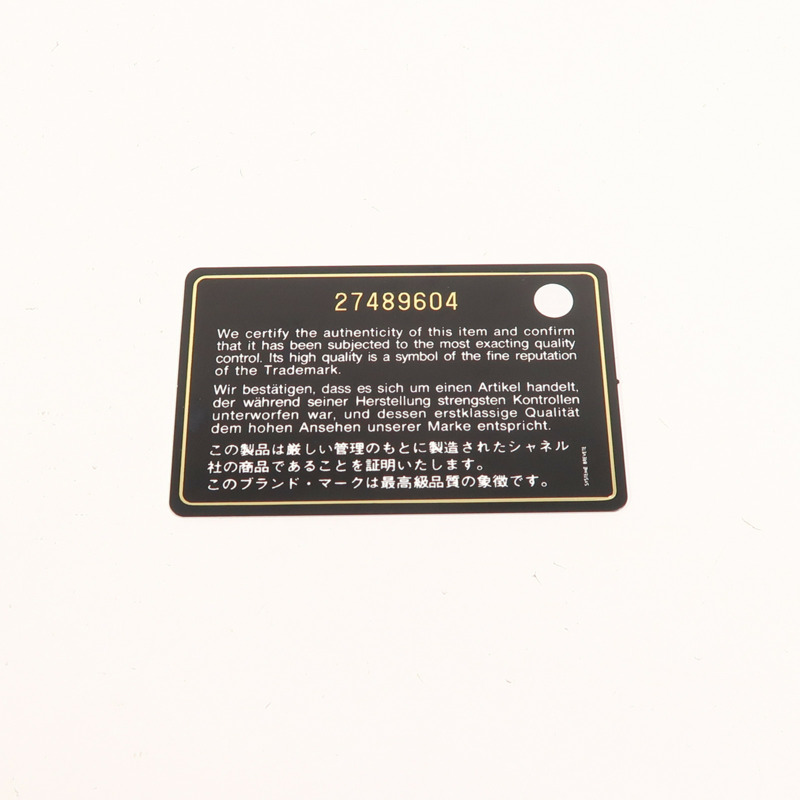 27489604
We certify the authenticity of this item and confirm
that it has been subjected to the most exacting quality
control. Its high quality is a symbol of the fine reputation
of the Trademark.
Wir bestätigen, dass es sich um einen Artikel handelt,
der während seiner Herstellung strengsten Kontrollen
unterworfen war, und dessen erstklassige Qualität
dem hohen Ansehen unserer Marke entspricht.
この製品は厳しい管理のもとに製造されたシャネル
社の商品であることを証明いたします。
このブランド・マークは最高級品質の象徴です。